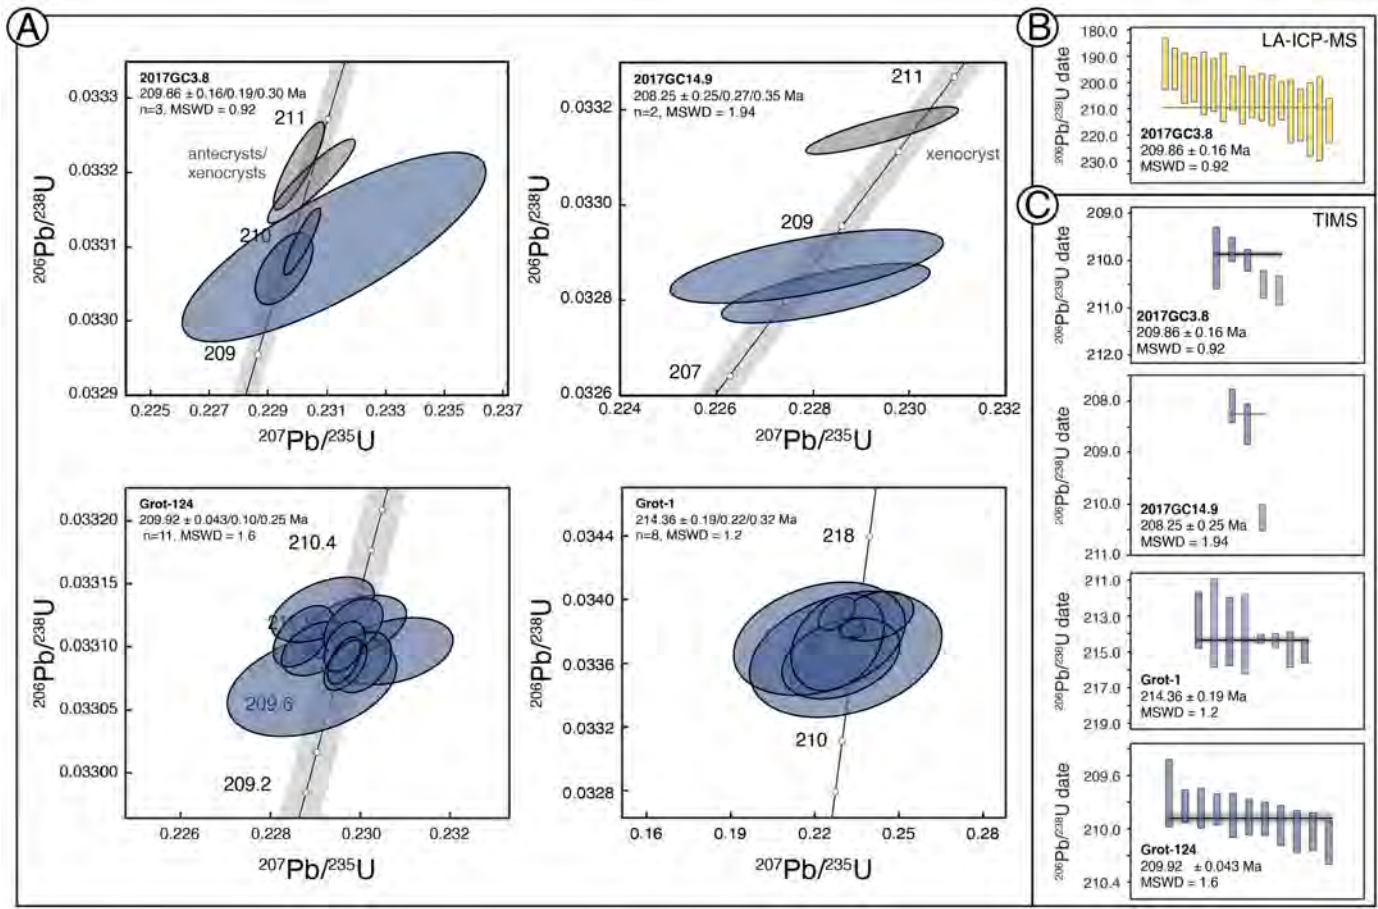 A
2017GC3.8
209.66 ± 0.16/0.19/0.30 Ma
n=3, MSWD = 0.92
211
antecrysts/
xenocrysts
210
209
0.0333
0.0332
0.0331
0.0330
0.0329
0.225 0.227 0.229 0.231 0.233 0.235 0.237
206Pb/238U
207Pb/235U
2017GC14.9
208.25 ± 0.25/0.27/0.35 Ma
n=2, MSWD = 1.94
211
xenocryst
209
207
0.0332
0.0330
0.0328
0.0326
0.224 0.226 0.228 0.230 0.232
206Pb/238U
207Pb/235U
Grot-124
209.92 ± 0.043/0.10/0.25 Ma
n=11, MSWD = 1.6
210.4
209.6
209.2
0.03320
0.03315
0.03310
0.03305
0.03300
0.226 0.228 0.230 0.232
206Pb/238U
207Pb/235U
Grot-1
214.36 ± 0.19/0.22/0.32 Ma
n=8, MSWD = 1.2
218
210
0.0344
0.0340
0.0336
0.0332
0.0328
0.16 0.19 0.22 0.25 0.28
206Pb/238U
207Pb/235U
B
LA-ICP-MS
180.0
190.0
200.0
210.0
220.0
230.0
206Pb/238U date
2017GC3.8
209.86 ± 0.16 Ma
MSWD = 0.92
C
TIMS
209.0
210.0
211.0
212.0
206Pb/238U date
2017GC3.8
209.86 ± 0.16 Ma
MSWD = 0.92
208.0
209.0
210.0
211.0
206Pb/238U date
2017GC14.9
208.25 ± 0.25 Ma
MSWD = 1.94
211.0
213.0
215.0
217.0
219.0
206Pb/238U date
Grot-1
214.36 ± 0.19 Ma
MSWD = 1.2
209.6
210.0
210.4
206Pb/238U date
Grot-124
209.92 ± 0.043 Ma
MSWD = 1.6